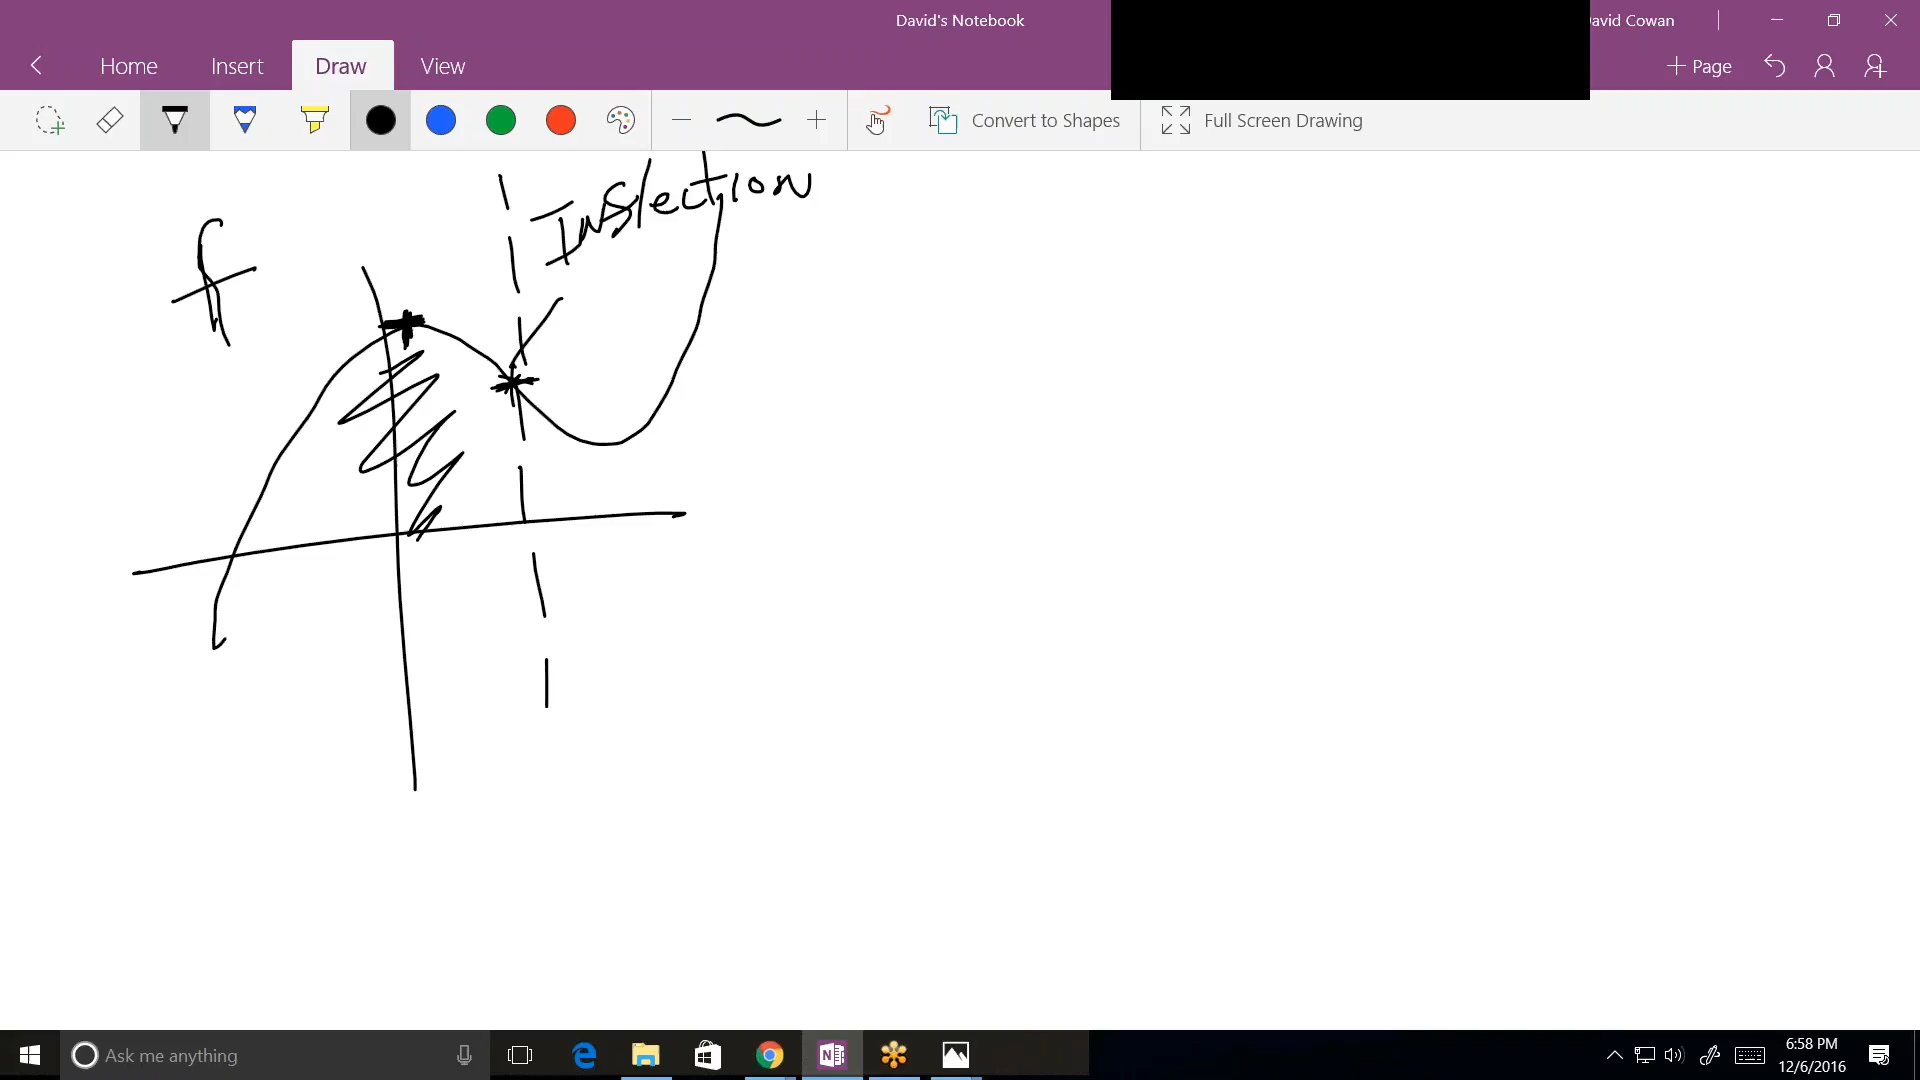 David's Notebook
avid Cowan
Home Insert Draw View
Page
Convert to Shapes
Full Screen Drawing
Inflection
f
Ask me anything
6:58 PM
12/6/2016